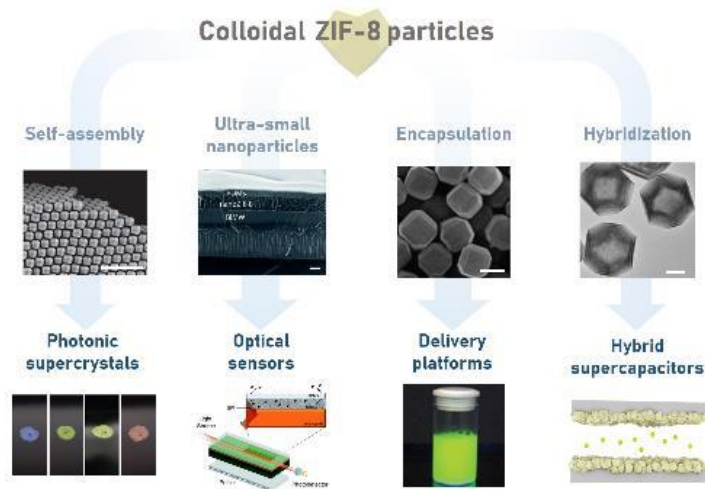 Colloidal ZIF-8 particles
Self-assembly
Ultra-small
nanoparticles
Encapsulation
Hybridization
Photonic
supercrystals
Optical
sensors
Delivery
platforms
Hybrid
supercapacitors